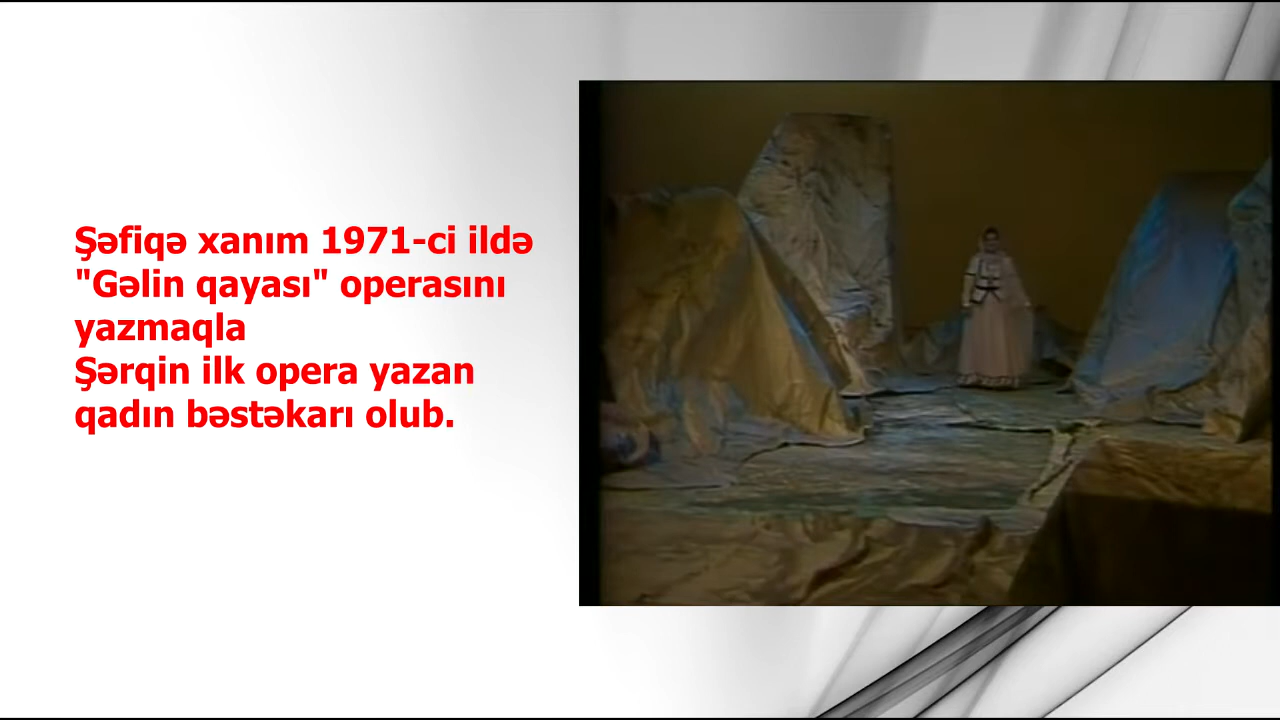 Şəfiqə xanım 1971-ci ildə
"Gəlin qayası" operasını
yazmaqla
Şərqin ilk opera yazan
qadın bəstəkarı olub.